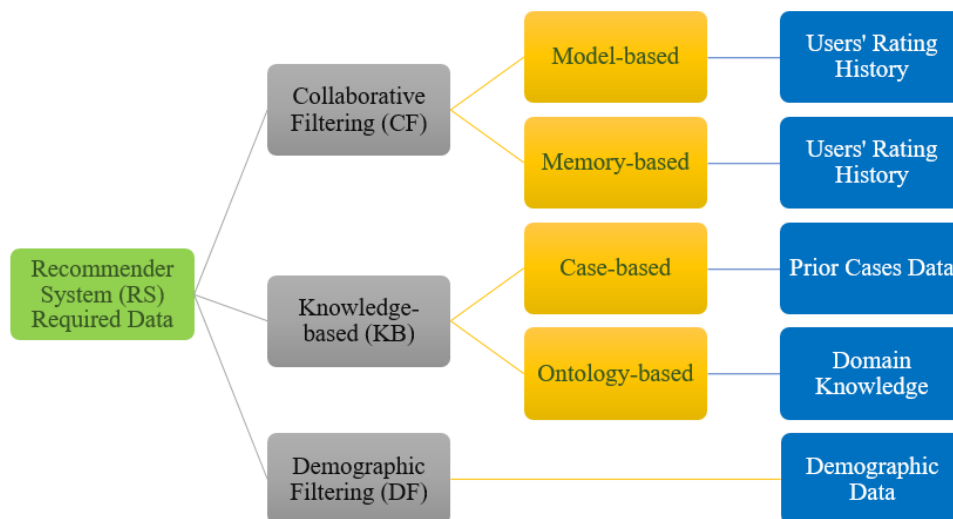 Recommender
System (RS)
Required Data
Collaborative
Filtering (CF)
Model-based
Users' Rating
History
Memory-based
Users' Rating
History
Knowledge-
based (KB)
Case-based
Prior Cases Data
Ontology-based
Domain
Knowledge
Demographic
Filtering (DF)
Demographic
Data